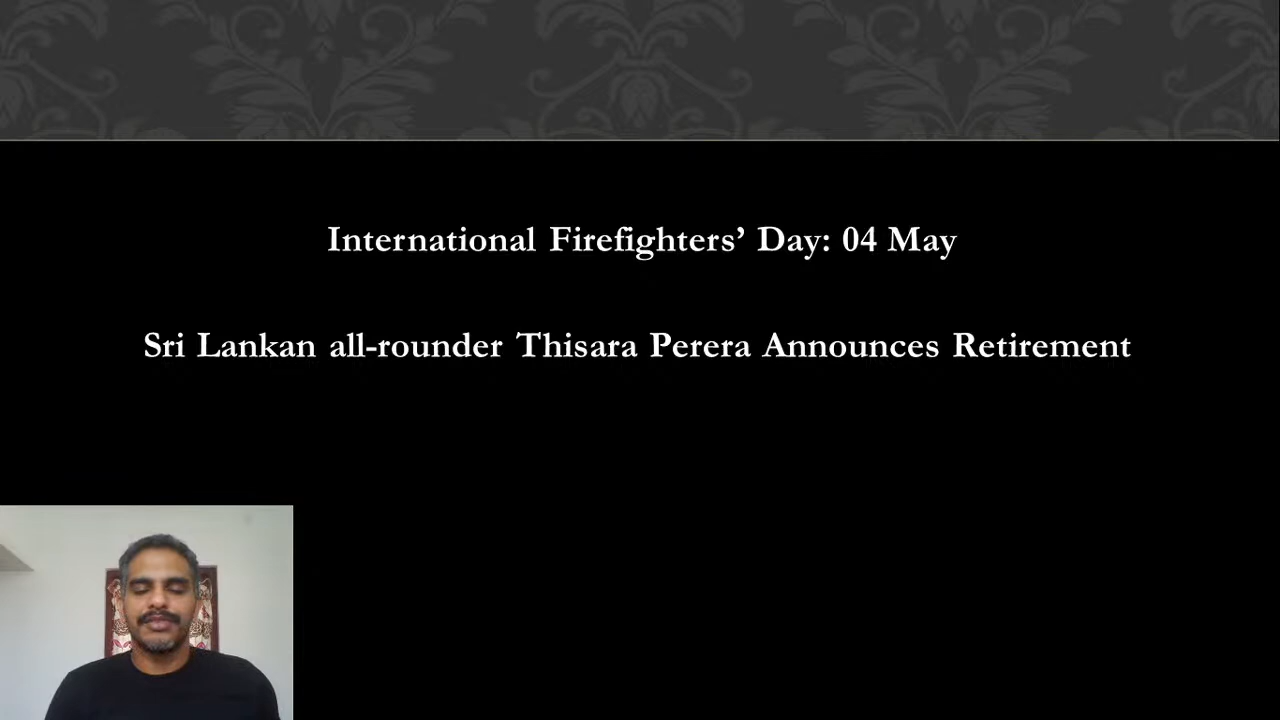 International Firefighters’ Day: 04 May
Sri Lankan all-rounder Thisara Perera Announces Retirement